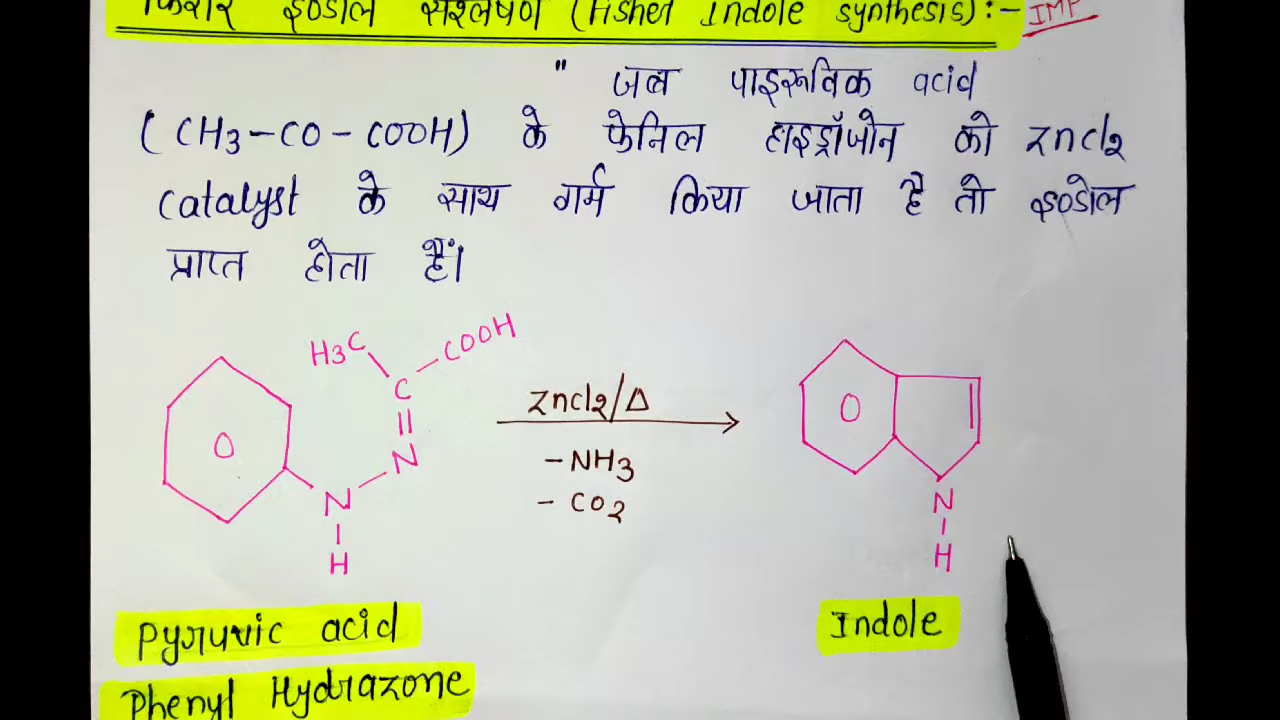 फिशर इण्डोल संश्लेषण (Fisher Indole synthesis) :- IMP
" जब पाइरूविक acid
(CH3-CO-COOH) के फेनिल हाइड्रॉजोन को zncl2
catalyst के साथ गर्म किया जाता है तो इण्डोल
प्राप्त होता हैं।
H3C COOH
C
N
N
H
zncl2/Δ
- NH3
- CO2
N
H
Pyruvic acid
Phenyl Hydrazone
Indole